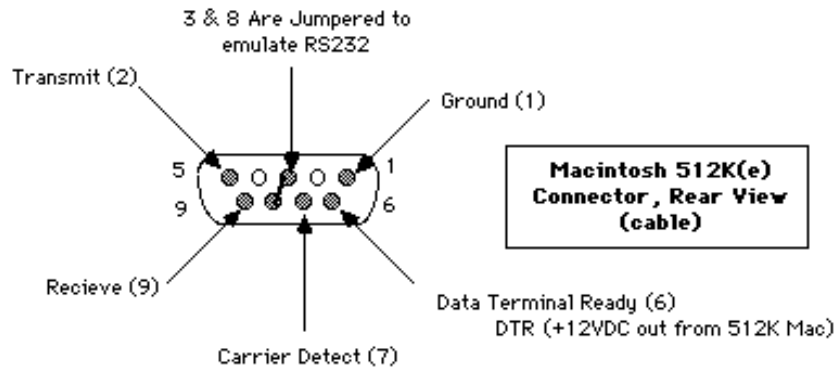 3 & 8 Are Jumpered to
emulate RS232
Transmit (2)
Ground (1)
5
1
9
6
Macintosh 512K(e)
Connector, Rear View
(cable)
Recieve (9)
Data Terminal Ready (6)
DTR (+12VDC out from 512K Mac)
Carrier Detect (7)